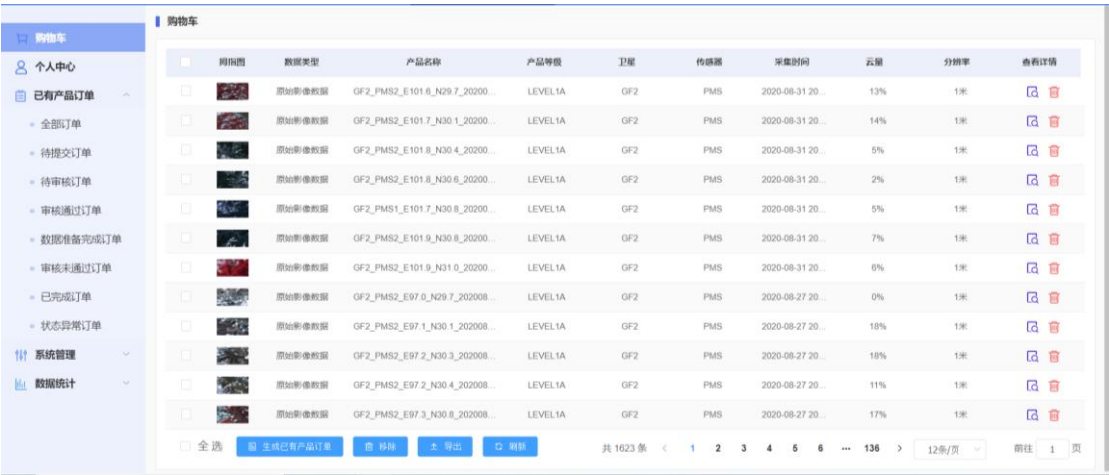 购物车
购物车
个人中心
已有产品订单
全部订单
待提交订单
待审核订单
审核通过订单
数据准备完成订单
审核未通过订单
已完成订单
状态异常订单
系统管理
数据统计
拇指图 数据类型 产品名称 产品等级 卫星 传感器 采集时间 云量 分辨率 查看详情
原始影像数据 GF2_PMS2_E101.6_N29.7_20200... LEVEL1A GF2 PMS 2020-08-31 20... 13% 1米
原始影像数据 GF2_PMS2_E101.7_N30.1_20200... LEVEL1A GF2 PMS 2020-08-31 20... 14% 1米
原始影像数据 GF2_PMS2_E101.8_N30.4_20200... LEVEL1A GF2 PMS 2020-08-31 20... 5% 1米
原始影像数据 GF2_PMS2_E101.8_N30.6_20200... LEVEL1A GF2 PMS 2020-08-31 20... 2% 1米
原始影像数据 GF2_PMS1_E101.7_N30.8_20200... LEVEL1A GF2 PMS 2020-08-31 20... 5% 1米
原始影像数据 GF2_PMS2_E101.9_N30.8_20200... LEVEL1A GF2 PMS 2020-08-31 20... 7% 1米
原始影像数据 GF2_PMS2_E101.9_N31.0_20200... LEVEL1A GF2 PMS 2020-08-31 20... 6% 1米
原始影像数据 GF2_PMS2_E97.0_N29.7_202008... LEVEL1A GF2 PMS 2020-08-27 20... 0% 1米
原始影像数据 GF2_PMS2_E97.1_N30.1_202008... LEVEL1A GF2 PMS 2020-08-27 20... 18% 1米
原始影像数据 GF2_PMS2_E97.2_N30.3_202008... LEVEL1A GF2 PMS 2020-08-27 20... 18% 1米
原始影像数据 GF2_PMS2_E97.2_N30.4_202008... LEVEL1A GF2 PMS 2020-08-27 20... 11% 1米
原始影像数据 GF2_PMS2_E97.3_N30.8_202008... LEVEL1A GF2 PMS 2020-08-27 20... 17% 1米
全选 生成已有产品订单 移除 导出 刷新 共 1623 条 < 1 2 3 4 5 6 ... 136 > 12条/页 前往 1 页